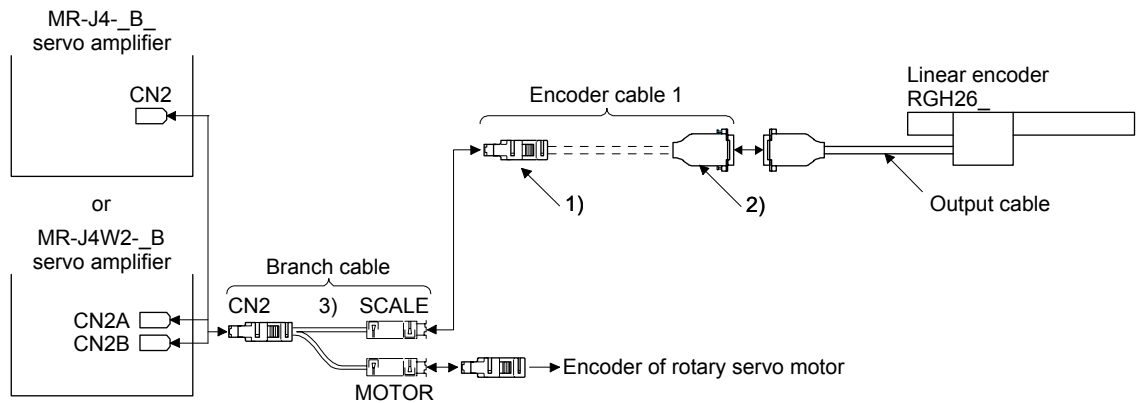 MR-J4-_B_
servo amplifier
CN2
or
MR-J4W2-_B
servo amplifier
CN2A
CN2B
Branch cable
CN2
3)
SCALE
MOTOR
Encoder of rotary servo motor
Encoder cable 1
1)
2)
Linear encoder
RGH26_
Output cable